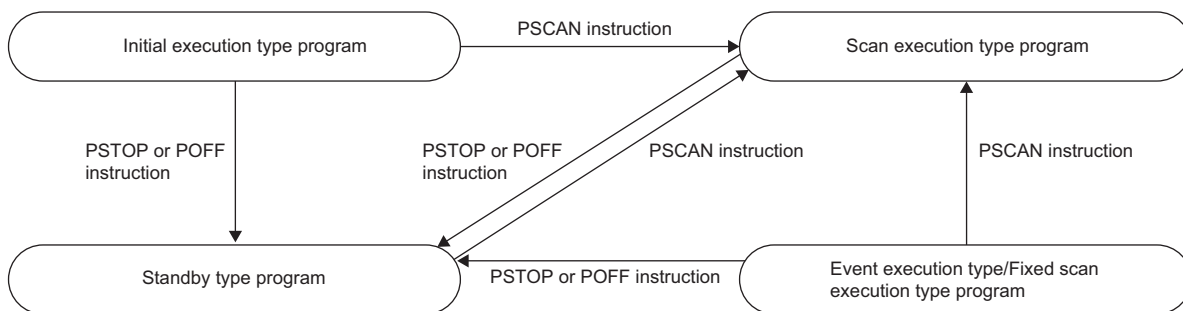 PSCAN instruction
Initial execution type program
Scan execution type program
PSTOP or POFF
instruction
PSTOP or POFF
instruction
PSCAN instruction
PSCAN instruction
Standby type program
PSTOP or POFF instruction
Event execution type/Fixed scan
execution type program